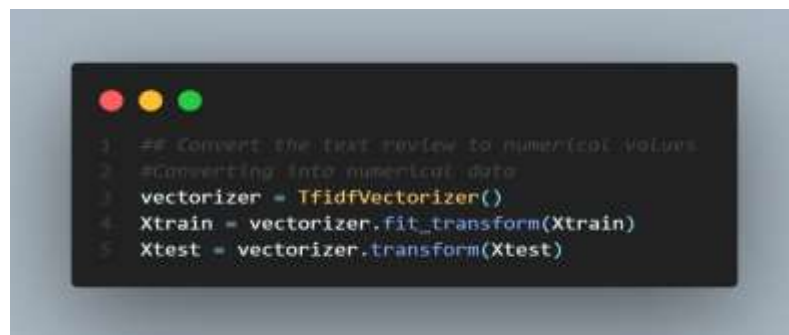 1 ## Convert the text review to numerical values
2 #Converting into numerical data
3 vectorizer = TfidfVectorizer()
4 Xtrain = vectorizer.fit_transform(Xtrain)
5 Xtest = vectorizer.transform(Xtest)